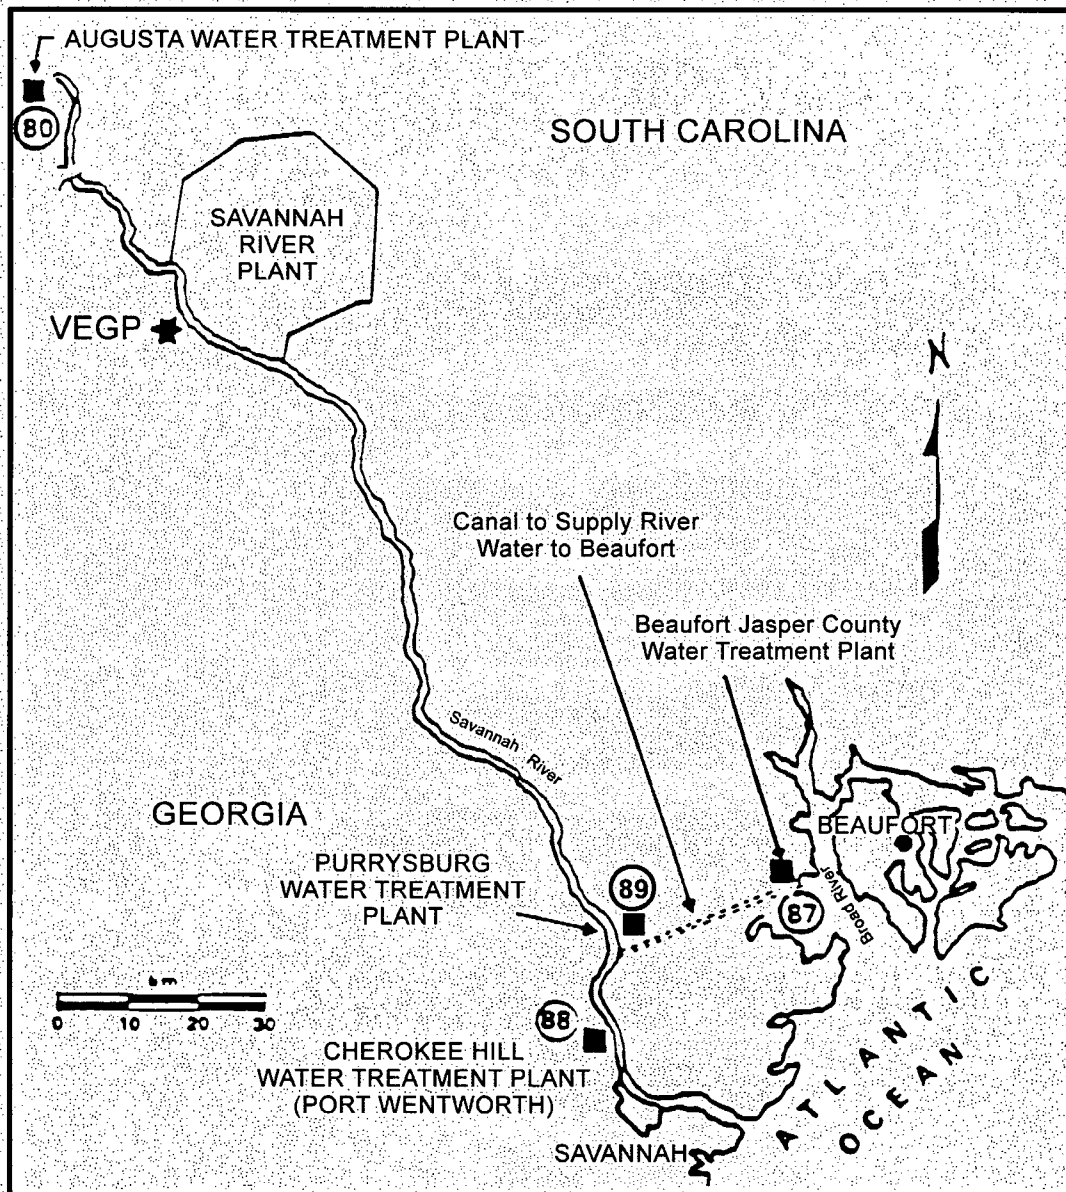 AUGUSTA WATER TREATMENT PLANT
80
SOUTH CAROLINA
SAVANNAH
RIVER
PLANT
VEGP
N
Canal to Supply River
Water to Beaufort
Beaufort Jasper County
Water Treatment Plant
Savannah River
GEORGIA
BEAUFORT
PURRYSBURG
WATER TREATMENT
PLANT
89
87
Broad River
88
0 10 20 30
CHEROKEE HILL
WATER TREATMENT PLANT
(PORT WENTWORTH)
ATLANTIC
OCEAN
SAVANNAH